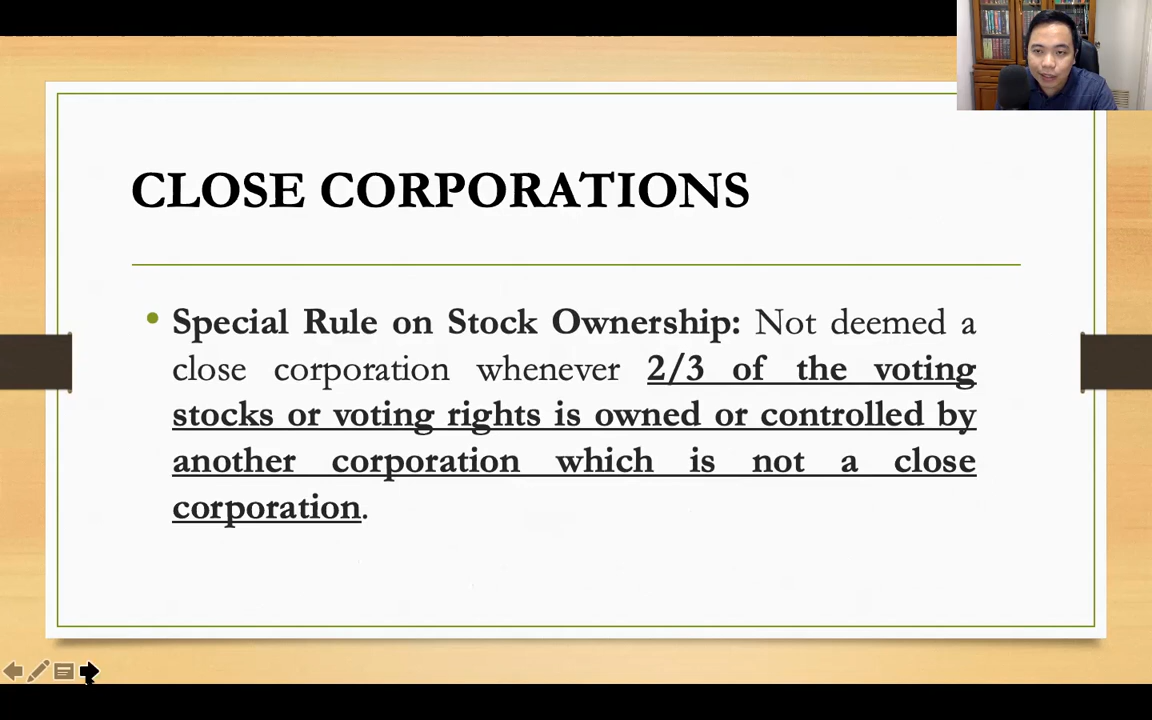 CLOSE CORPORATIONS
• Special Rule on Stock Ownership: Not deemed a
close corporation whenever 2/3 of the voting
stocks or voting rights is owned or controlled by
another corporation which is not a close
corporation.